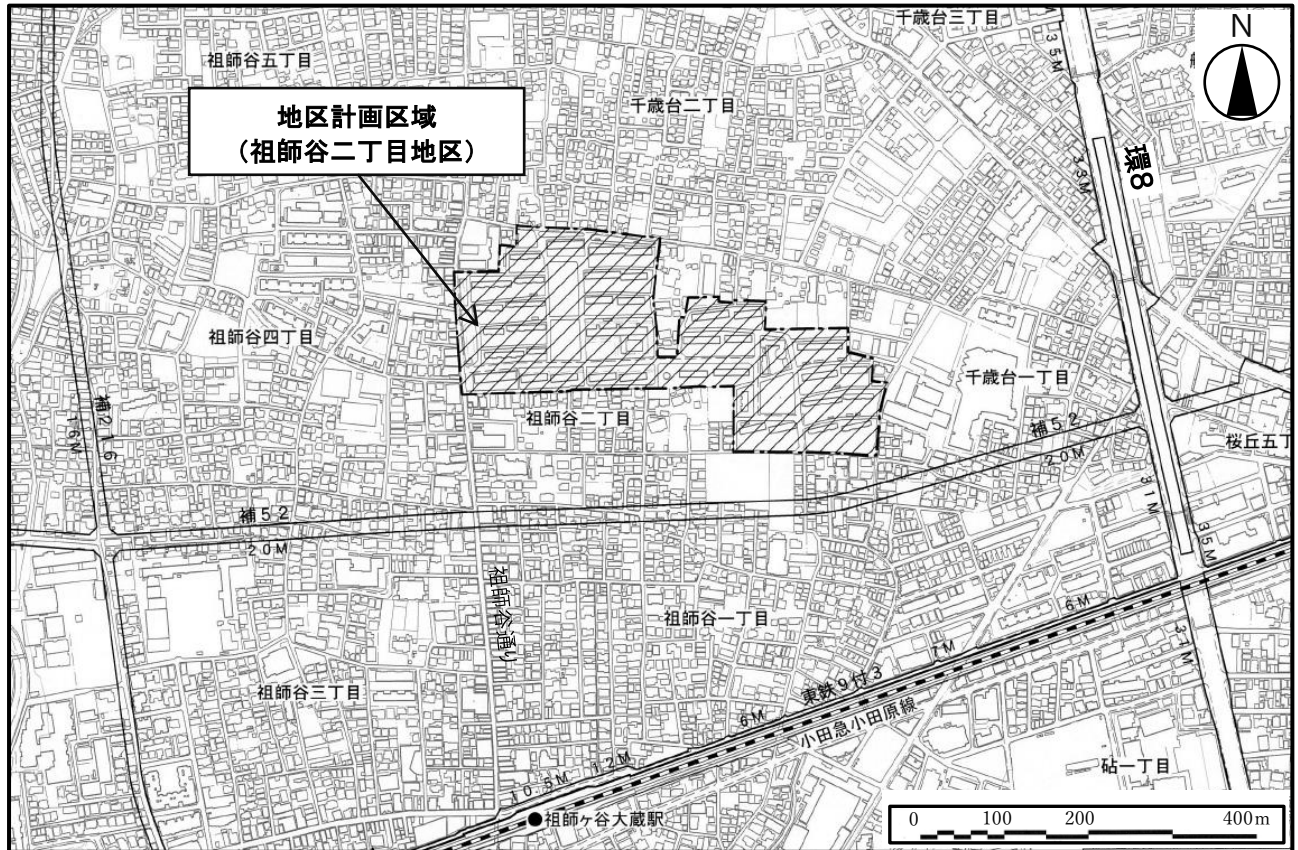 千歳台三丁目
35M
N
祖師谷五丁目
地区計画区域
(祖師谷二丁目地区)
千歳台二丁目
33M
環8
祖師谷四丁目
千歳台一丁目
補216
16M
祖師谷二丁目
補52
20M
桜丘五丁
補52
20M
31M
35M
祖師谷通り
祖師谷一丁目
6M
7M
31M
祖師谷三丁目
東鉄9付3
6M
小田急小田原線
砧一丁目
10.5M
12M
祖師ヶ谷大蔵駅
0 100 200 400m